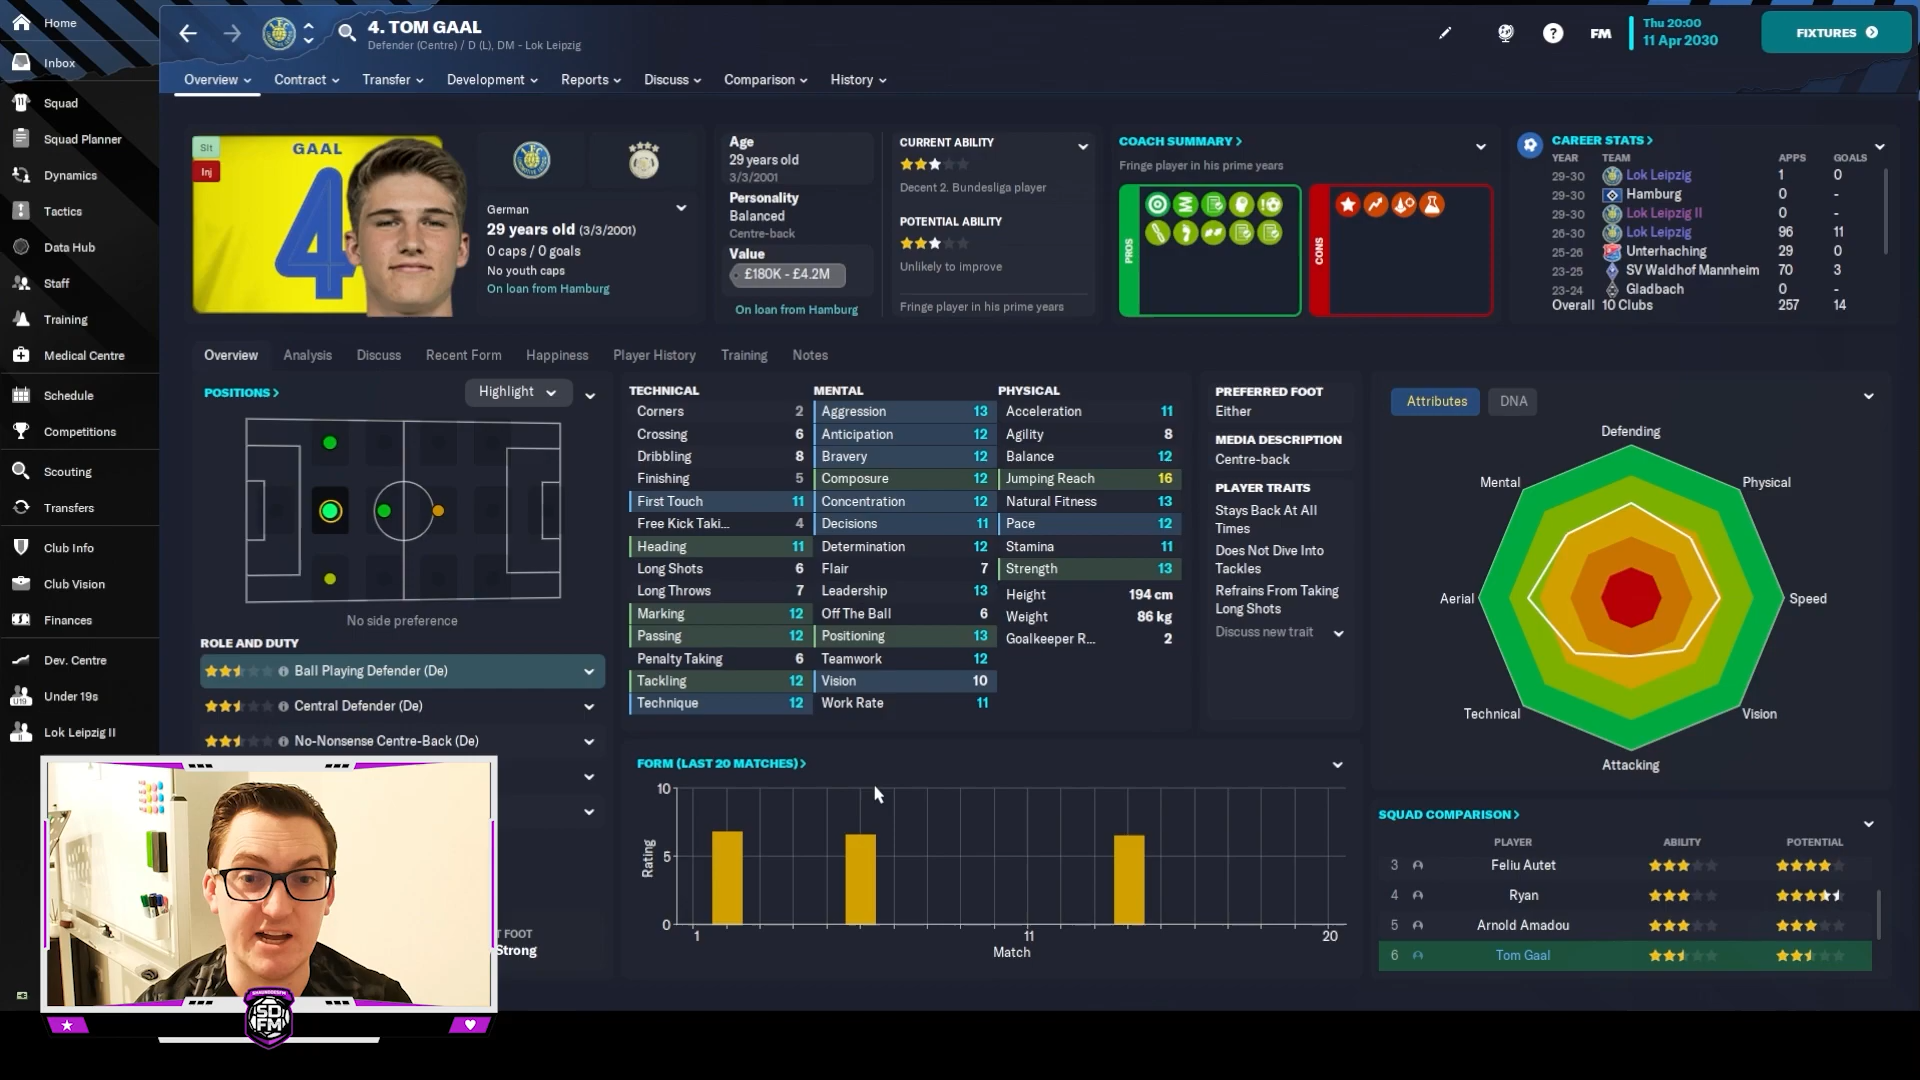 Home
Inbox
Squad
Squad Planner
Dynamics
Tactics
Data Hub
Staff
Training
Medical Centre
Schedule
Competitions
Scouting
Transfers
Club Info
Club Vision
Finances
Dev. Centre
Under 19s
Lok Leipzig II
4. TOM GAAL
Defender (Centre) / D (L), DM - Lok Leipzig
FM
Thu 20:00
11 Apr 2030
FIXTURES
Overview
Contract
Transfer
Development
Reports
Discuss
Comparison
History
Slt
Inj
GAAL
4
German
29 years old (3/3/2001)
0 caps / 0 goals
No youth caps
On loan from Hamburg
Age
29 years old
3/3/2001
Personality
Balanced
Centre-back
Value
£180K - £4.2M
On loan from Hamburg
CURRENT ABILITY
Decent 2. Bundesliga player
POTENTIAL ABILITY
Unlikely to improve
Fringe player in his prime years
COACH SUMMARY >
Fringe player in his prime years
PROS
CONS
CAREER STATS >
YEAR TEAM APPS GOALS
29-30 Lok Leipzig 1 0
29-30 Hamburg 0 -
29-30 Lok Leipzig II 0 -
26-30 Lok Leipzig 96 11
25-26 Unterhaching 29 0
23-25 SV Waldhof Mannheim 70 3
23-24 Gladbach 0 -
Overall 10 Clubs 257 14
Overview
Analysis
Discuss
Recent Form
Happiness
Player History
Training
Notes
POSITIONS >
Highlight
No side preference
ROLE AND DUTY
Ball Playing Defender (De)
Central Defender (De)
No-Nonsense Centre-Back (De)
T FOOT
Strong
TECHNICAL
Corners 2
Crossing 6
Dribbling 8
Finishing 5
First Touch 11
Free Kick Taki... 4
Heading 11
Long Shots 6
Long Throws 7
Marking 12
Passing 12
Penalty Taking 6
Tackling 12
Technique 12
MENTAL
Aggression 13
Anticipation 12
Bravery 12
Composure 12
Concentration 12
Decisions 11
Determination 12
Flair 7
Leadership 13
Off The Ball 6
Positioning 13
Teamwork 12
Vision 10
Work Rate 11
PHYSICAL
Acceleration 11
Agility 8
Balance 12
Jumping Reach 16
Natural Fitness 13
Pace 12
Stamina 11
Strength 13
Height 194 cm
Weight 86 kg
Goalkeeper R... 2
PREFERRED FOOT
Either
MEDIA DESCRIPTION
Centre-back
PLAYER TRAITS
Stays Back At All
Times
Does Not Dive Into
Tackles
Refrains From Taking
Long Shots
Discuss new trait
Attributes
DNA
Defending
Physical
Speed
Vision
Attacking
Technical
Aerial
Mental
FORM (LAST 20 MATCHES) >
10
5
0
Rating
1
11
20
Match
SQUAD COMPARISON >
PLAYER ABILITY POTENTIAL
3 Feliu Autet
4 Ryan
5 Arnold Amadou
6 Tom Gaal
SD
FM